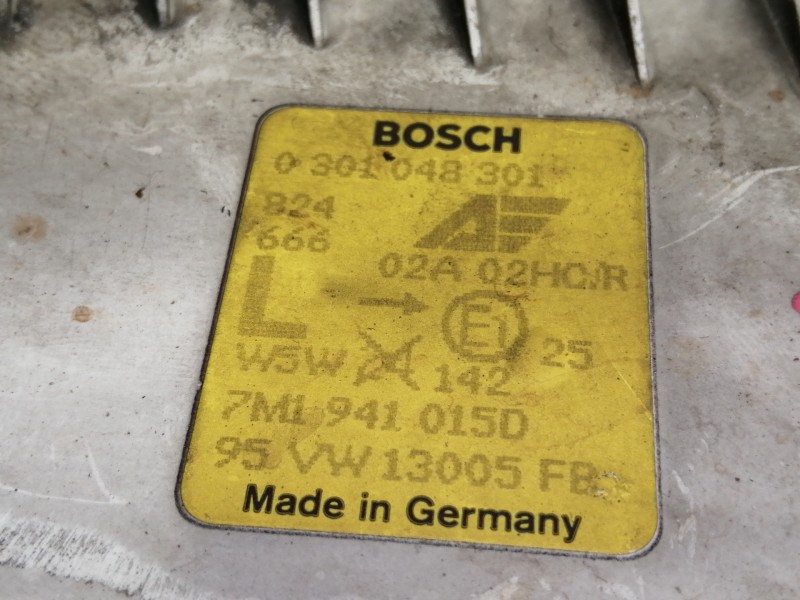 BOSCH
0 301 048 301
824
666
02A 02HC/R
L → E1 25
W5W 24 142
7M1 941 015D
95 VW 13005 FB
Made in Germany